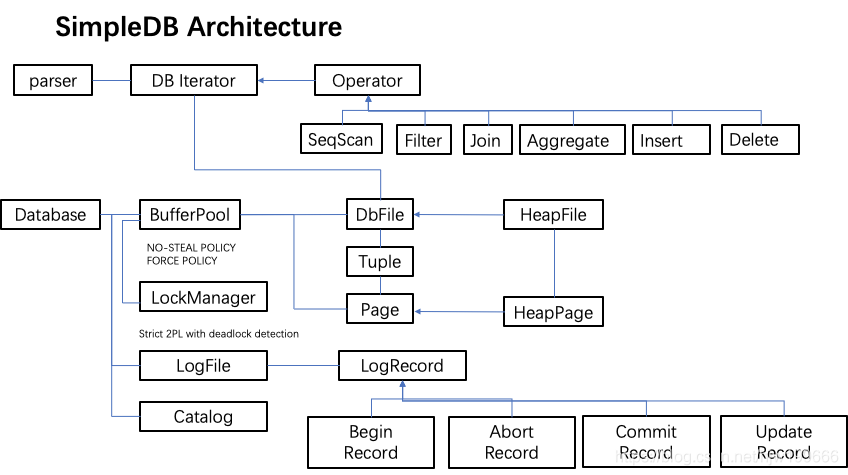 SimpleDB Architecture
parser
DB Iterator
Operator
SeqScan
Filter
Join
Aggregate
Insert
Delete
Database
BufferPool
DbFile
HeapFile
NO-STEAL POLICY
FORCE POLICY
Tuple
LockManager
Page
HeapPage
Strict 2PL with deadlock detection
LogFile
LogRecord
Catalog
Begin
Record
Abort
Record
Commit
Record
Update
Record